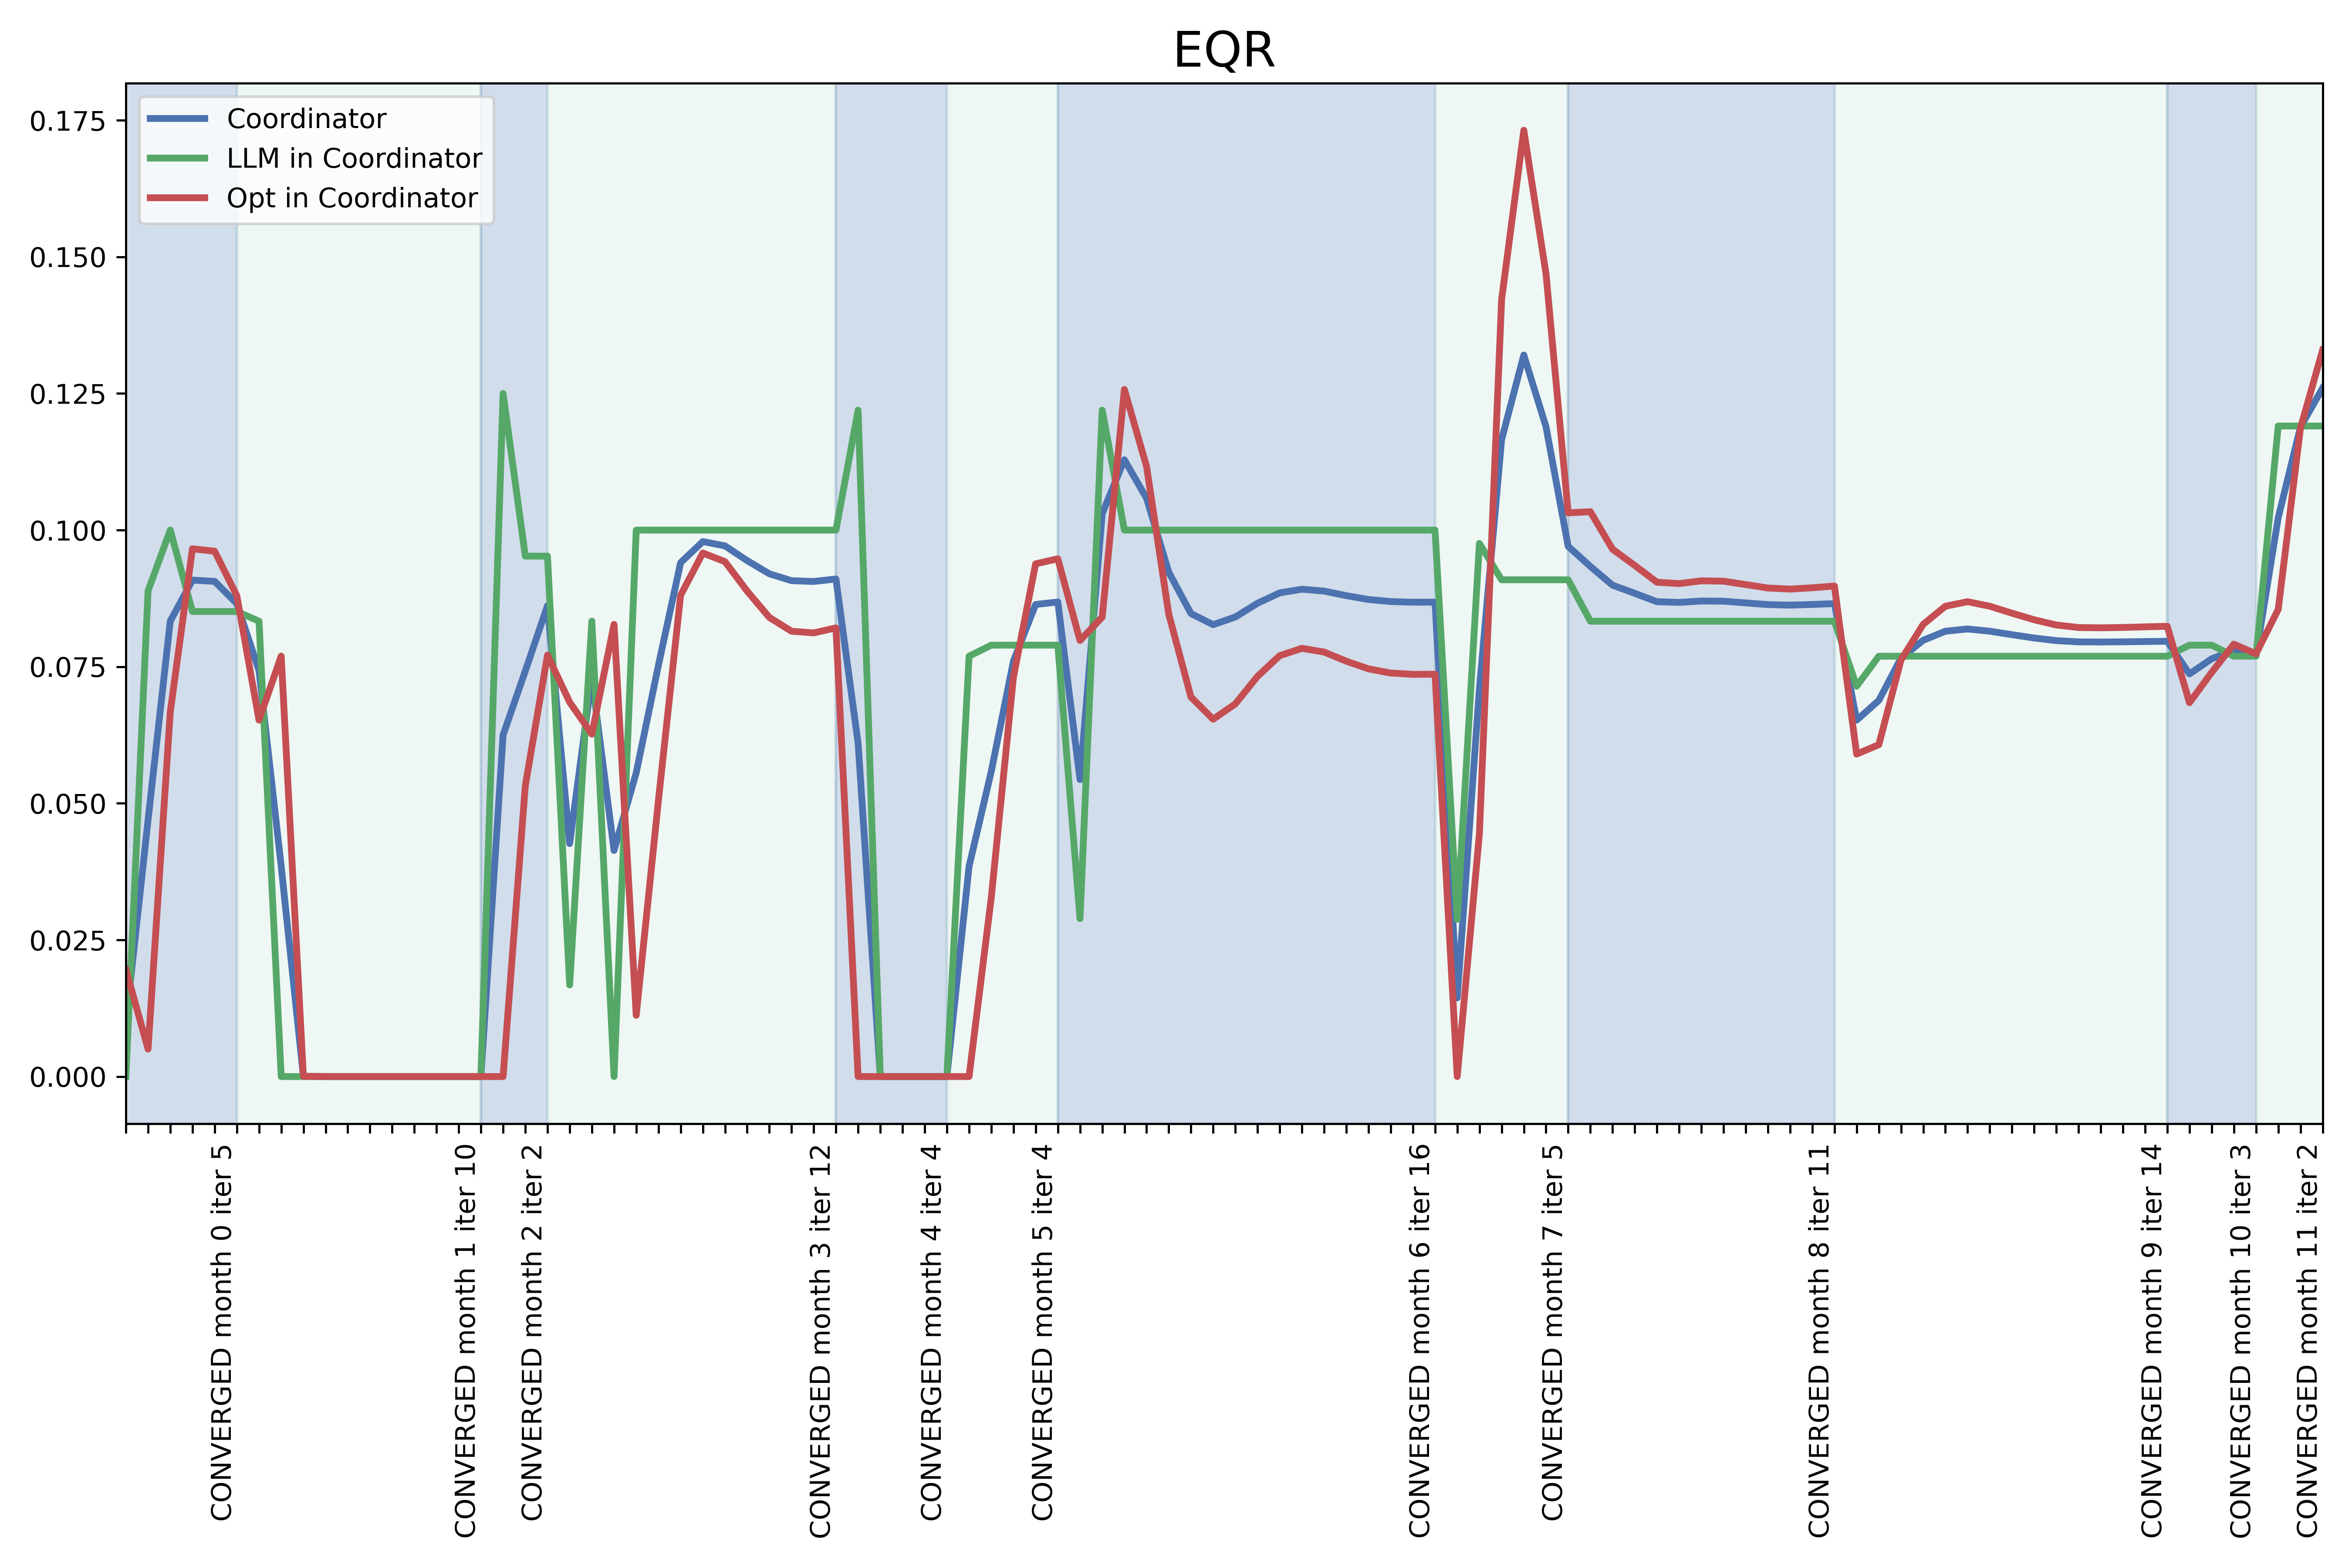 EQR
0.175
0.150
0.125
0.100
0.075
0.050
0.025
0.000
Coordinator
LLM in Coordinator
Opt in Coordinator
CONVERGED month 0 iter 5
CONVERGED month 1 iter 10
CONVERGED month 2 iter 2
CONVERGED month 3 iter 12
CONVERGED month 4 iter 4
CONVERGED month 5 iter 4
CONVERGED month 6 iter 16
CONVERGED month 7 iter 5
CONVERGED month 8 iter 11
CONVERGED month 9 iter 14
CONVERGED month 10 iter 3
CONVERGED month 11 iter 2